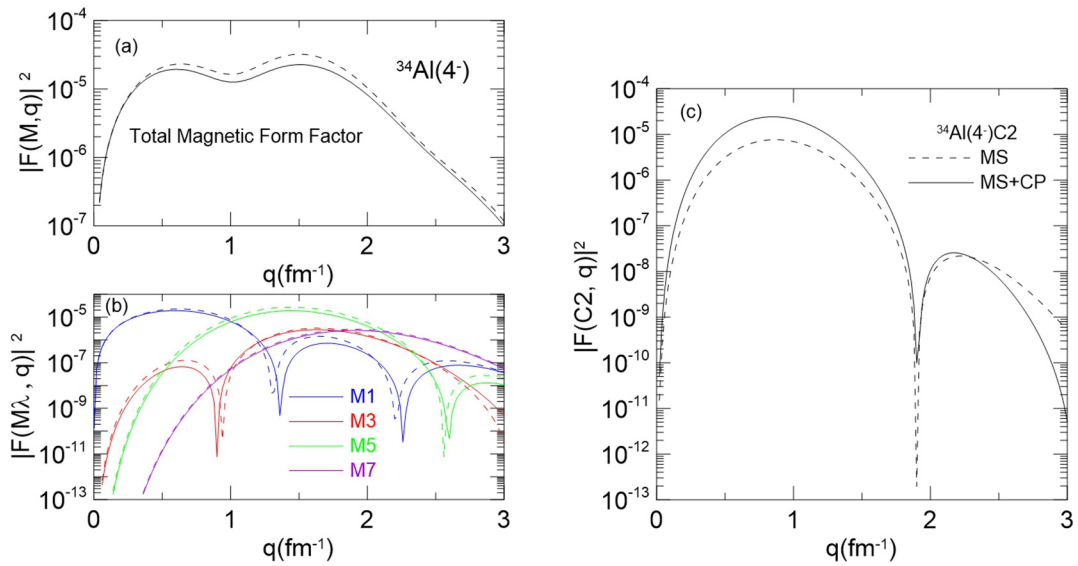 (a)
³⁴Al(4⁻)
Total Magnetic Form Factor
|F(M,q)|²
10⁻⁴
10⁻⁵
10⁻⁶
10⁻⁷
0 1 2 3
q(fm⁻¹)
(b)
|F(Mλ, q)|²
10⁻⁵
10⁻⁷
10⁻⁹
10⁻¹¹
10⁻¹³
M1
M3
M5
M7
0 1 2 3
q(fm⁻¹)
(c)
³⁴Al(4⁻)C2
MS
MS+CP
|F(C2, q)|²
10⁻⁴
10⁻⁵
10⁻⁶
10⁻⁷
10⁻⁸
10⁻⁹
10⁻¹⁰
10⁻¹¹
10⁻¹²
10⁻¹³
0 1 2 3
q(fm⁻¹)